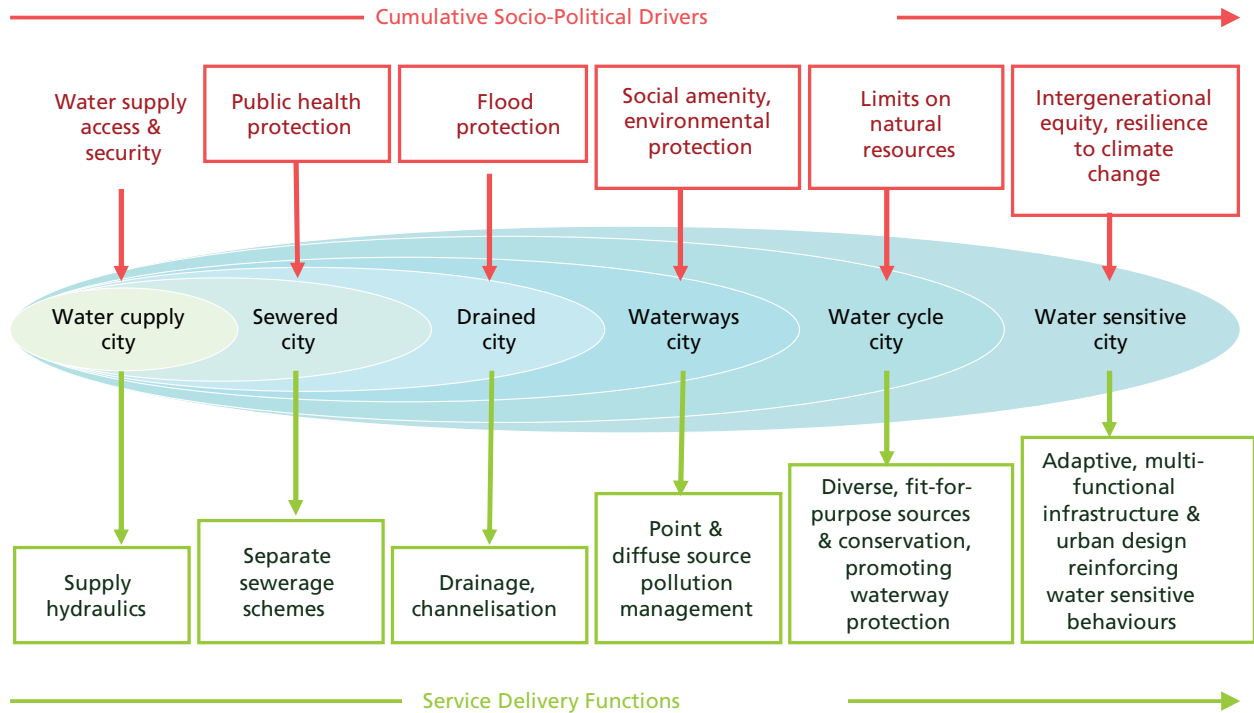 Cumulative Socio-Political Drivers
Water supply
access &
security
Public health
protection
Flood
protection
Social amenity,
environmental
protection
Limits on
natural
resources
Intergenerational
equity, resilience
to climate
change
Water cupply
city
Sewered
city
Drained
city
Waterways
city
Water cycle
city
Water sensitive
city
Supply
hydraulics
Separate
sewerage
schemes
Drainage,
channelisation
Point &
diffuse source
pollution
management
Diverse, fit-for-
purpose sources
& conservation,
promoting
waterway
protection
Adaptive, multi-
functional
infrastructure &
urban design
reinforcing
water sensitive
behaviours
Service Delivery Functions